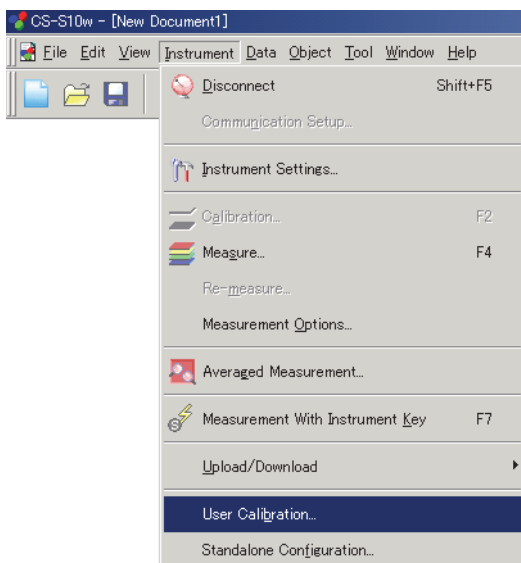 CS-S10w - [New Document1]
File Edit View Instrument Data Object Tool Window Help
Disconnect Shift+F5
Communication Setup...
Instrument Settings...
Calibration... F2
Measure... F4
Re-measure...
Measurement Options...
Averaged Measurement...
Measurement With Instrument Key F7
Upload/Download
User Calibration...
Standalone Configuration...